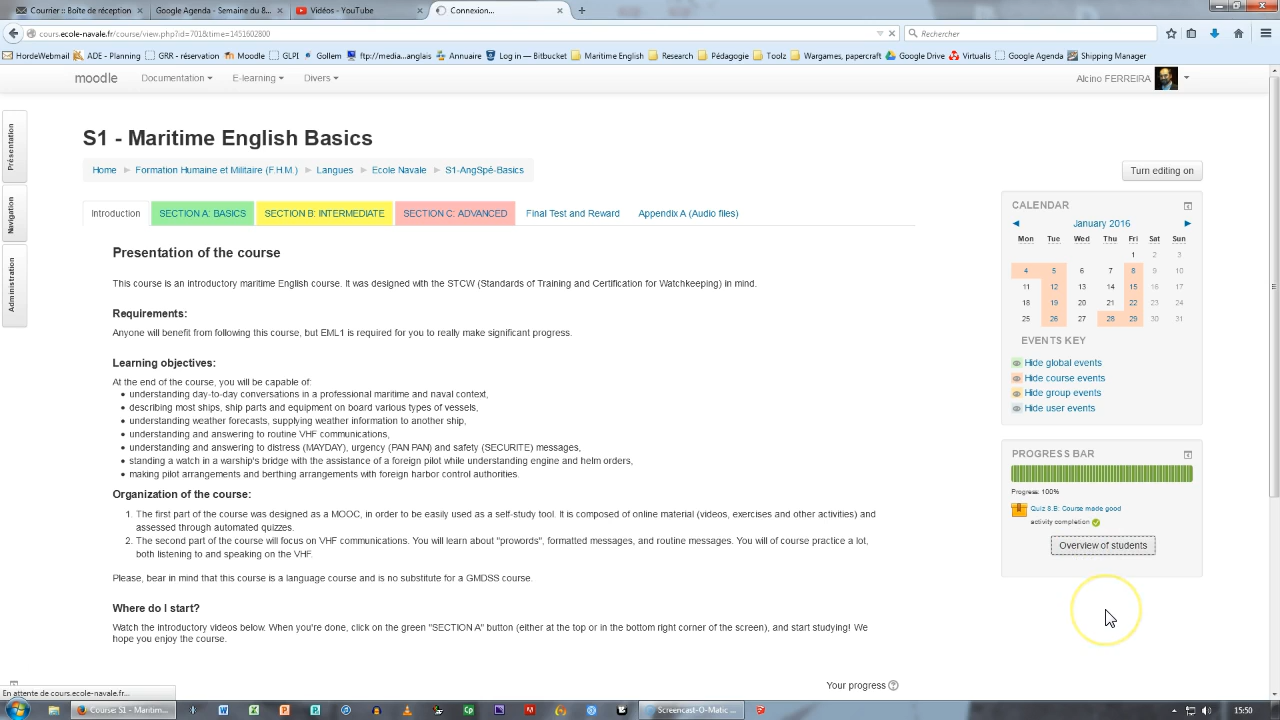 Courrier :: Boîte de réception
Google Agenda - Semaine du 8...
Vidéos - YouTube
Connexion...
cours.ecole-navale.fr/course/view.php?id=701&time=1451602800
Rechercher
HordeWebmail
ADE - Planning
GRR - réservation
Moodle
GLPI
Gollem
ftp://media...anglais
Annuaire
Log in — Bitbucket
Maritime English
Research
Pédagogie
Toolz
Wargames, papercraft
Google Drive
Virtualis
Google Agenda
Shipping Manager
moodle
Documentation
E-learning
Divers
Alcino FERREIRA
Présentation
Navigation
Administration
S1 - Maritime English Basics
Home
Formation Humaine et Militaire (F.H.M.)
Langues
Ecole Navale
S1-AngSpé-Basics
Turn editing on
Introduction
SECTION A: BASICS
SECTION B: INTERMEDIATE
SECTION C: ADVANCED
Final Test and Reward
Appendix A (Audio files)
Presentation of the course
This course is an introductory maritime English course. It was designed with the STCW (Standards of Training and Certification for Watchkeeping) in mind.
Requirements:
Anyone will benefit from following this course, but EML1 is required for you to really make significant progress.
Learning objectives:
At the end of the course, you will be capable of:
understanding day-to-day conversations in a professional maritime and naval context,
describing most ships, ship parts and equipment on board various types of vessels,
understanding weather forecasts, supplying weather information to another ship,
understanding and answering to routine VHF communications,
understanding and answering to distress (MAYDAY), urgency (PAN PAN) and safety (SECURITE) messages,
standing a watch in a warship's bridge with the assistance of a foreign pilot while understanding engine and helm orders,
making pilot arrangements and berthing arrangements with foreign harbor control authorities.
Organization of the course:
1. The first part of the course was designed as a MOOC, in order to be easily used as a self-study tool. It is composed of online material (videos, exercises and other activities) and
assessed through automated quizzes.
2. The second part of the course will focus on VHF communications. You will learn about "prowords", formatted messages, and routine messages. You will of course practice a lot,
both listening to and speaking on the VHF.
Please, bear in mind that this course is a language course and is no substitute for a GMDSS course.
Where do I start?
Watch the introductory videos below. When you're done, click on the green "SECTION A" button (either at the top or in the bottom right corner of the screen), and start studying! We
hope you enjoy the course.
Your progress
CALENDAR
January 2016
Mon Tue Wed Thu Fri Sat Sun
1 2 3
4 5 6 7 8 9 10
11 12 13 14 15 16 17
18 19 20 21 22 23 24
25 26 27 28 29 30 31
EVENTS KEY
Hide global events
Hide course events
Hide group events
Hide user events
PROGRESS BAR
Progress: 100%
Quiz 8.B: Course made good
activity completion
Overview of students
En attente de cours.ecole-navale.fr...
Course: S1 - Maritim...
Screencast-O-Matic ...
15:50